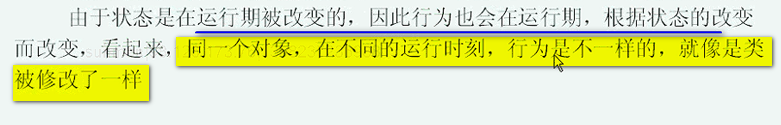 由于状态是在运行期被改变的，因此行为也会在运行期，根据状态的改变
而改变，看起来，同一个对象，在不同的运行时刻，行为是不一样的，就像是类
被修改了一样